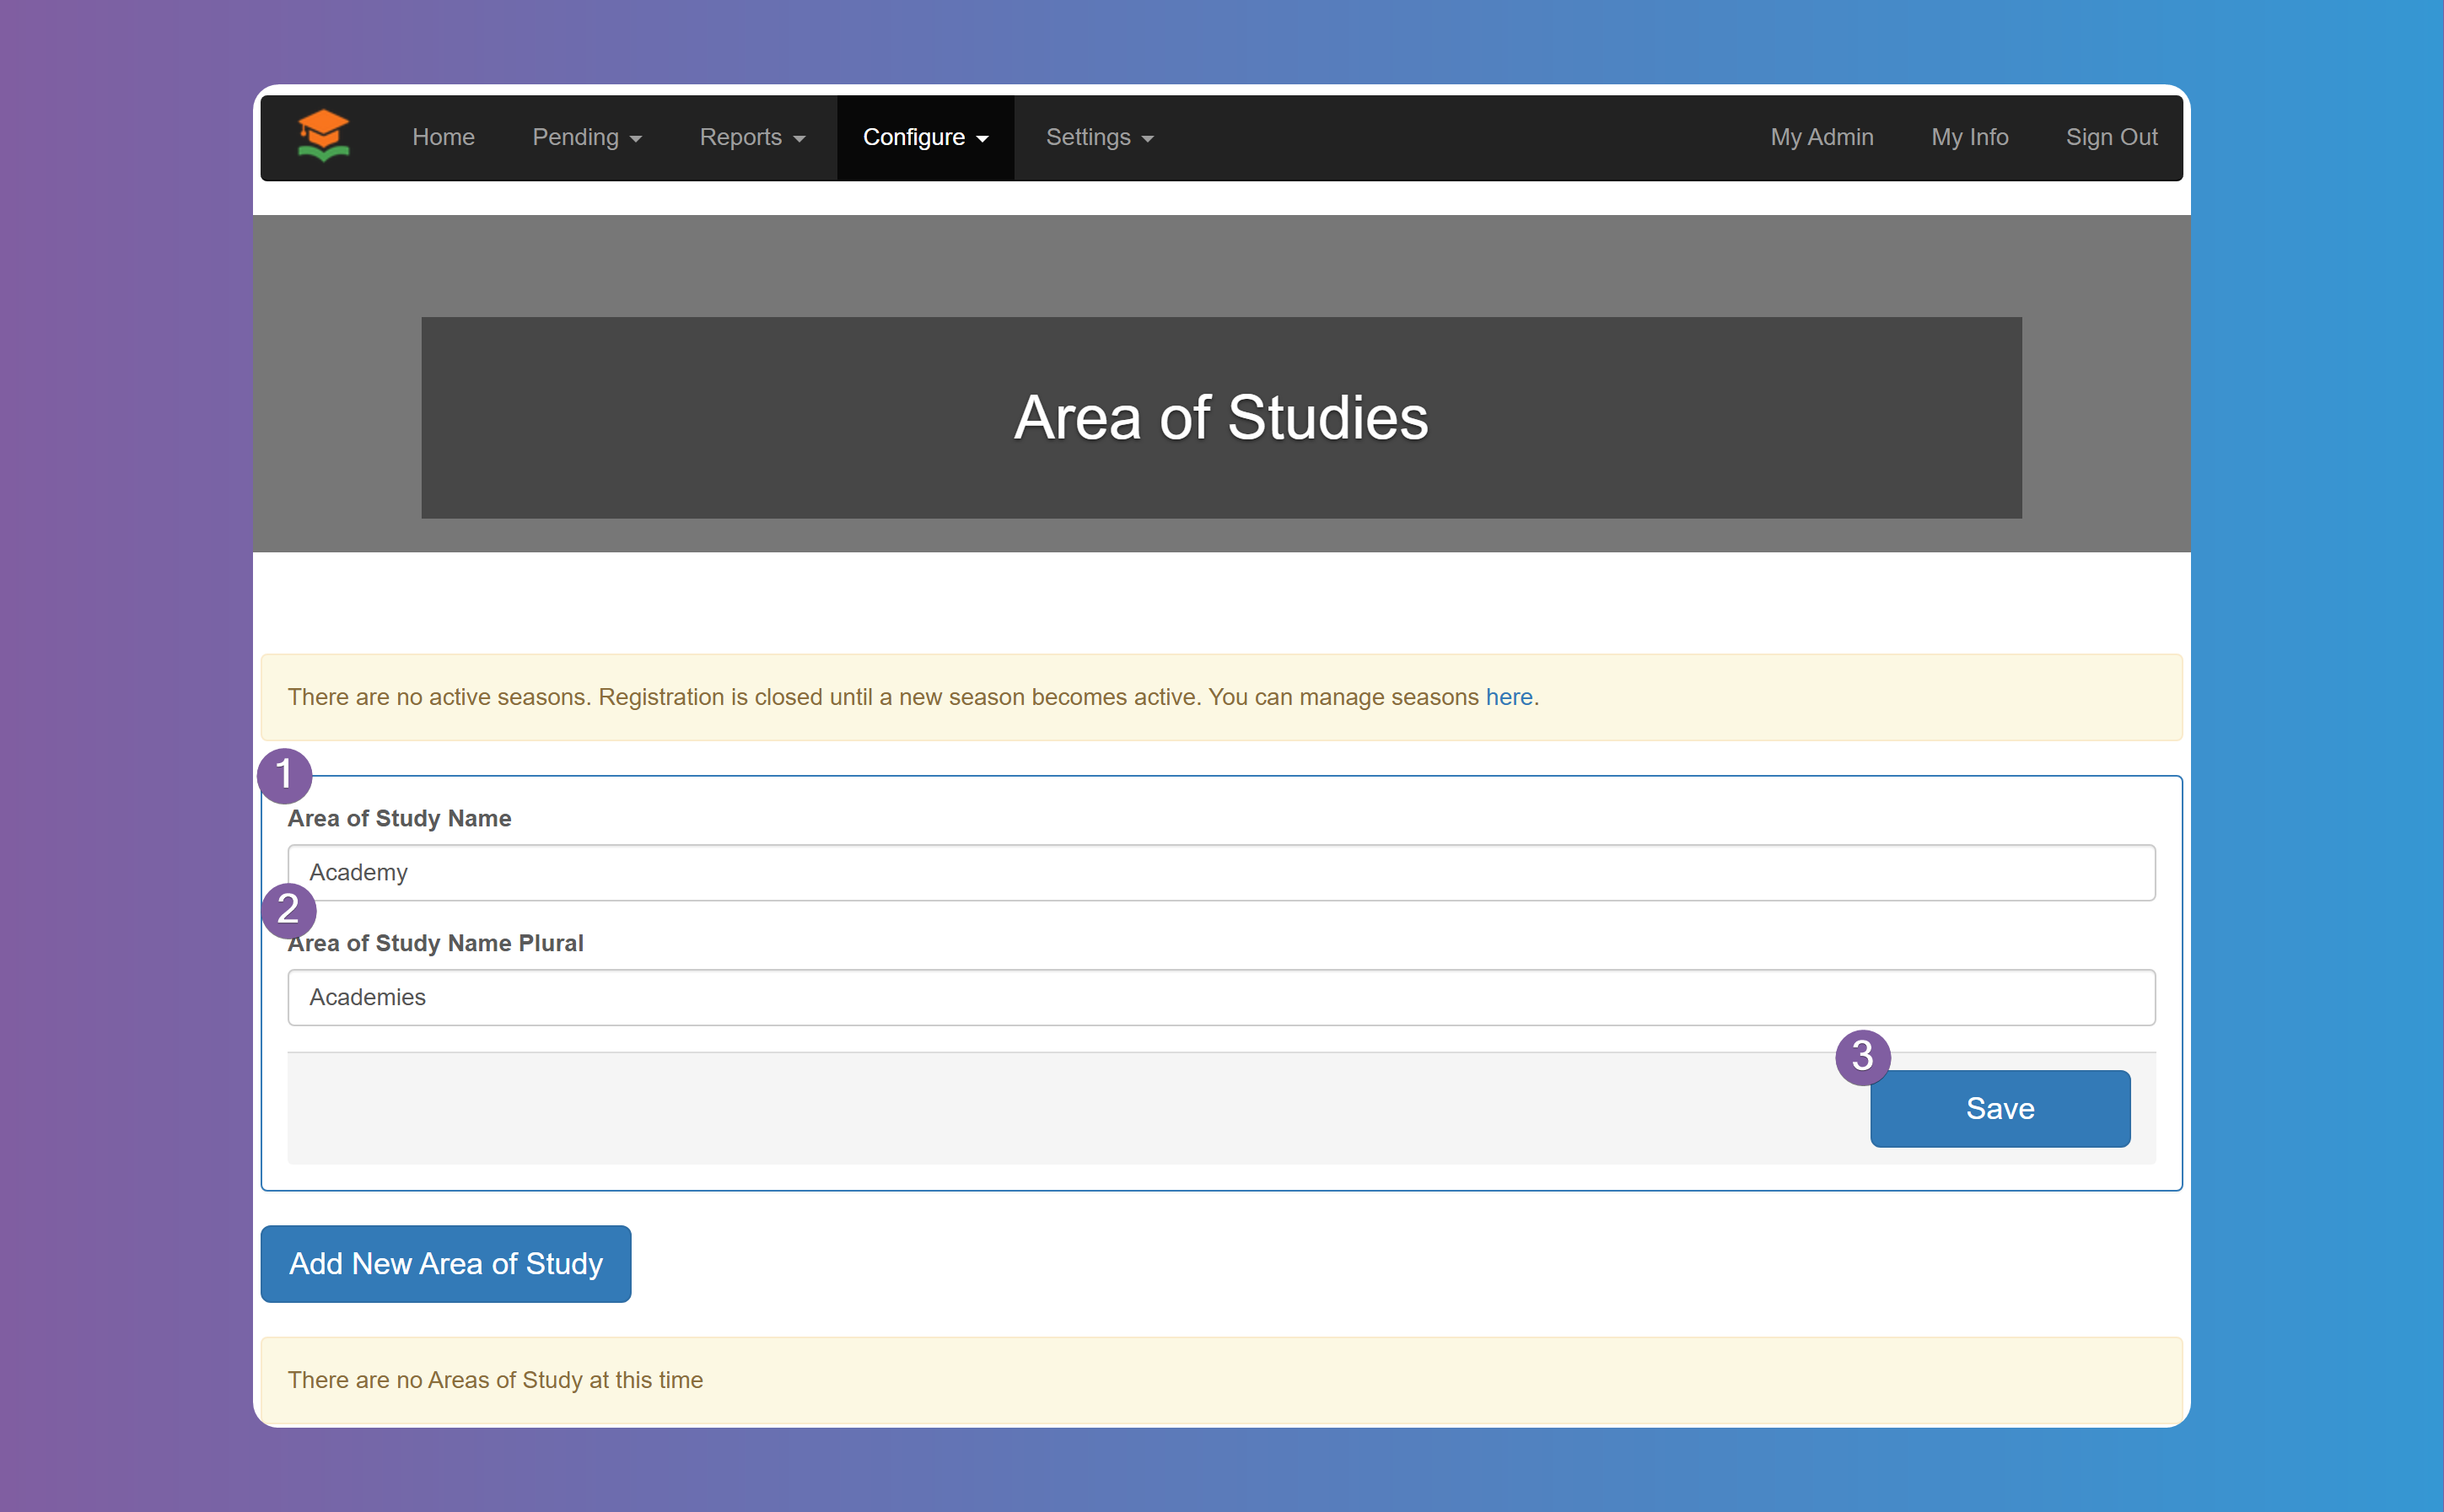 Home Pending Reports Configure Settings My Admin My Info Sign Out
Area of Studies
There are no active seasons. Registration is closed until a new season becomes active. You can manage seasons here.
1
Area of Study Name
Academy
2
Area of Study Name Plural
Academies
3
Save
Add New Area of Study
There are no Areas of Study at this time